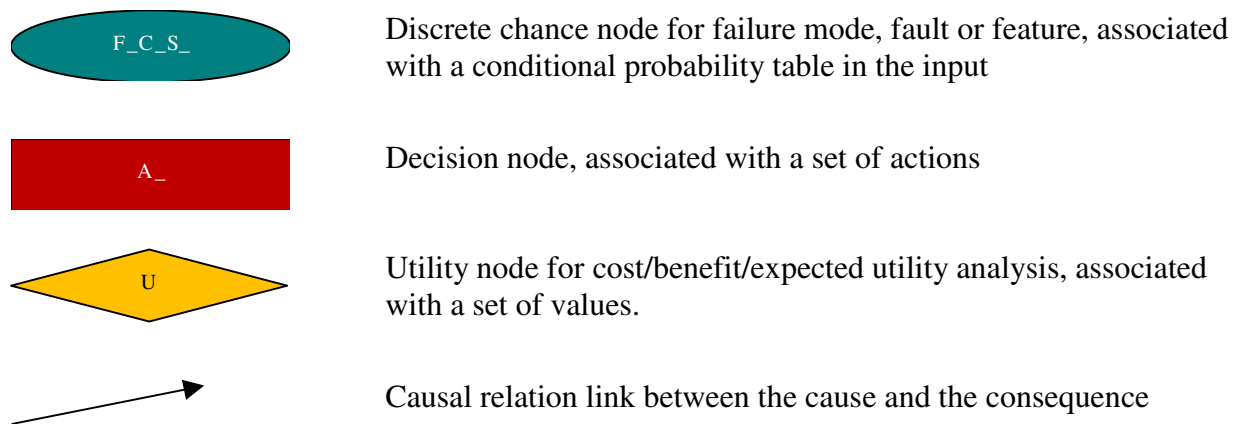 F_C_S_
Discrete chance node for failure mode, fault or feature, associated
with a conditional probability table in the input
A_
Decision node, associated with a set of actions
U
Utility node for cost/benefit/expected utility analysis, associated
with a set of values.
Causal relation link between the cause and the consequence